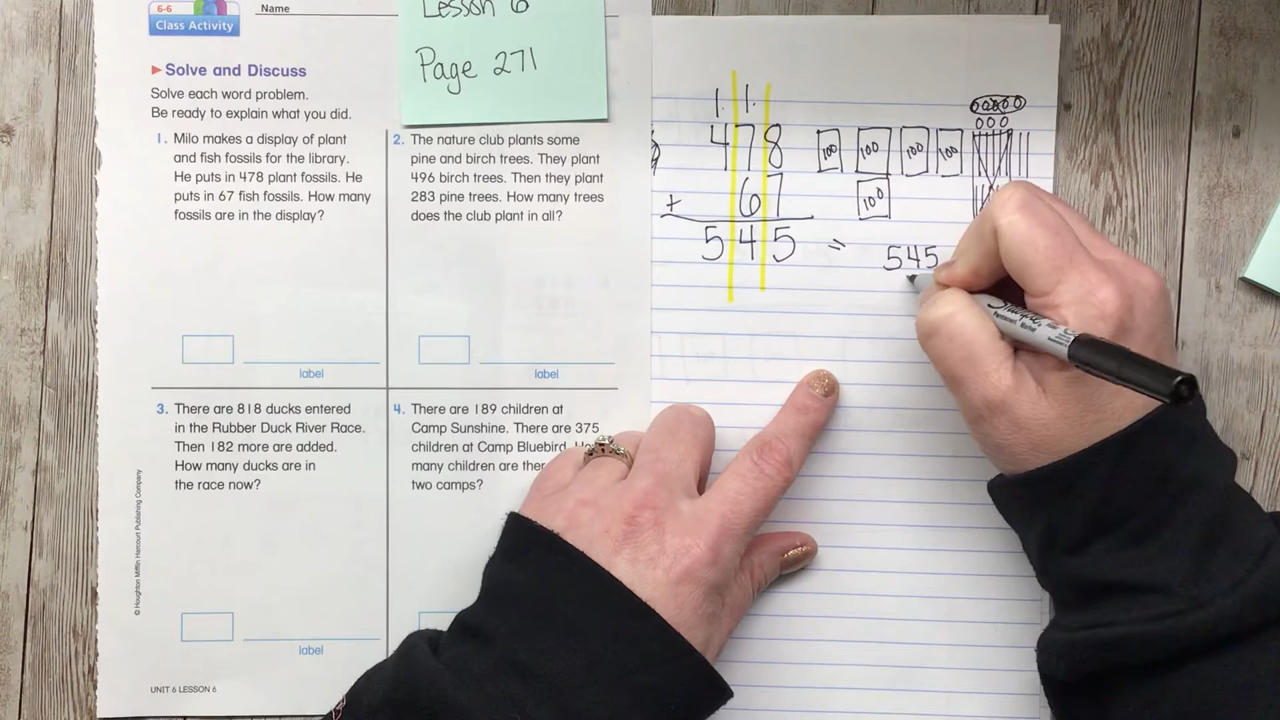 6-6
Class Activity
Name
Lesson 6
Page 271
Solve and Discuss
Solve each word problem.
Be ready to explain what you did.
1. Milo makes a display of plant
and fish fossils for the library.
He puts in 478 plant fossils. He
puts in 67 fish fossils. How many
fossils are in the display?
label
2. The nature club plants some
pine and birch trees. They plant
496 birch trees. Then they plant
283 pine trees. How many trees
does the club plant in all?
label
3. There are 818 ducks entered
in the Rubber Duck River Race.
Then 182 more are added.
How many ducks are in
the race now?
label
4. There are 189 children at
Camp Sunshine. There are 375
children at Camp Bluebird.
many children are
two camps?
© Houghton Mifflin Harcourt Publishing Company
UNIT 6 LESSON 6
1 1
478
+ 67
545 = 545
100 100 100 100
100
Sharpie
Permanent Marker